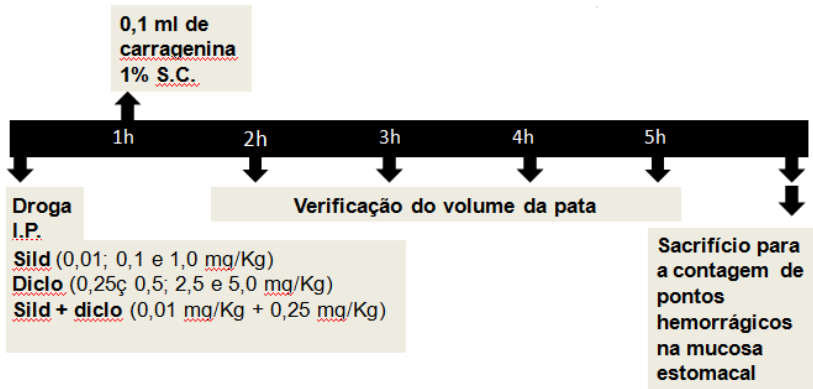 0,1 ml de
carragenina
1% S.C.
1h
2h
3h
4h
5h
Droga
I.P.
Sild (0,01; 0,1 e 1,0 mg/Kg)
Diclo (0,25ç 0,5; 2,5 e 5,0 mg/Kg)
Sild + diclo (0,01 mg/Kg + 0,25 mg/Kg)
Verificação do volume da pata
Sacrifício para
a contagem de
pontos
hemorrágicos
na mucosa
estomacal